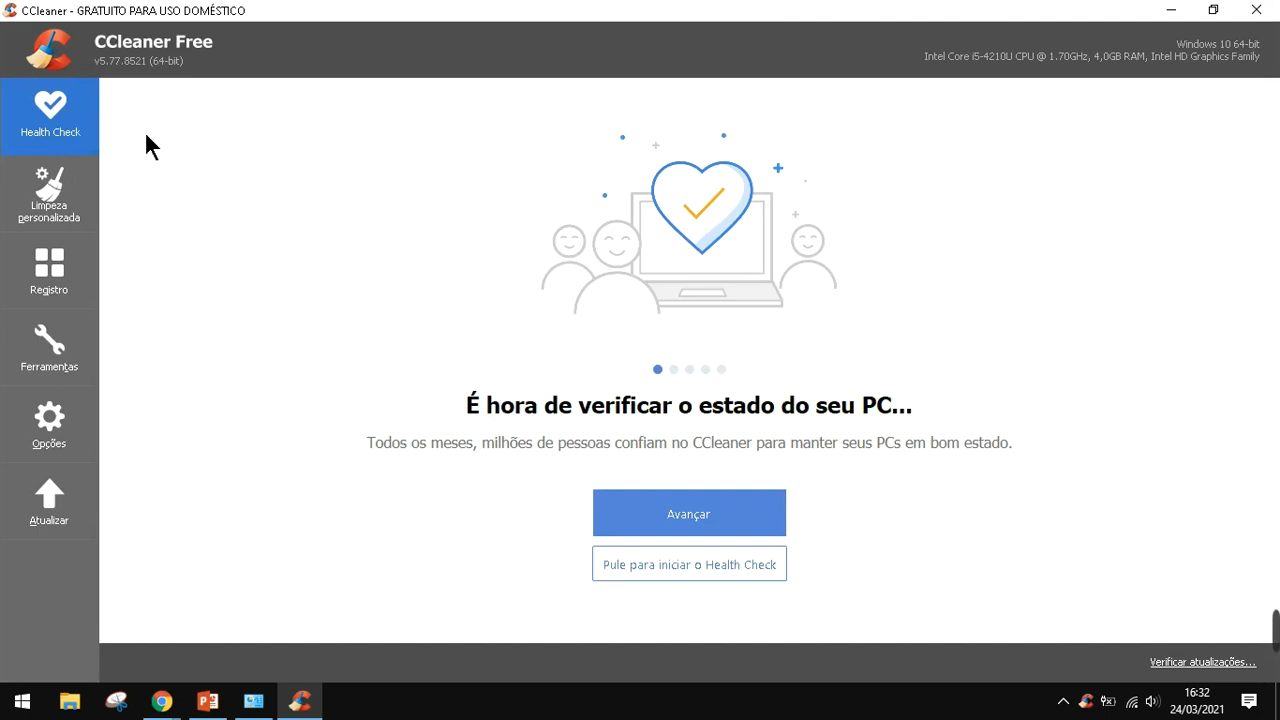 CCleaner - GRATUITO PARA USO DOMÉSTICO
CCleaner Free
v5.77.8521 (64-bit)
Windows 10 64-bit
Intel Core i5-4210U CPU @ 1.70GHz, 4,0GB RAM, Intel HD Graphics Family
Health Check
Limpeza
personalizada
Registro
Ferramentas
Opções
Atualizar
É hora de verificar o estado do seu PC...
Todos os meses, milhões de pessoas confiam no CCleaner para manter seus PCs em bom estado.
Avançar
Pule para iniciar o Health Check
Verificar atualizações...
16:32
24/03/2021